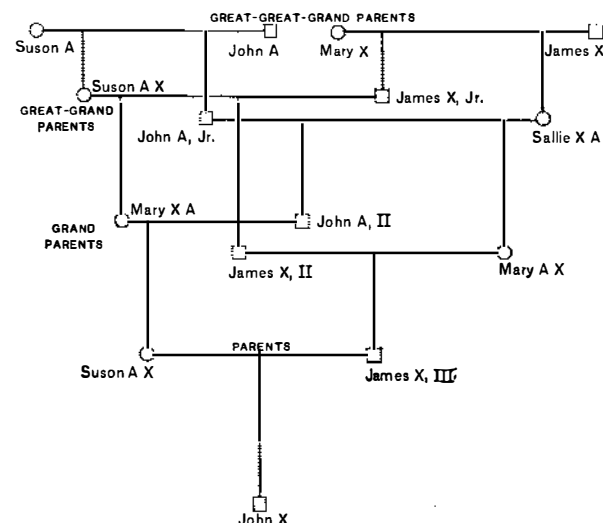 GREAT-GREAT-GRAND PARENTS
Suson A
John A
Mary X
James X
Suson A X
James X, Jr.
GREAT-GRAND
PARENTS
John A, Jr.
Sallie X A
Mary X A
John A, II
GRAND
PARENTS
James X, II
Mary A X
PARENTS
Suson A X
James X, III
John X